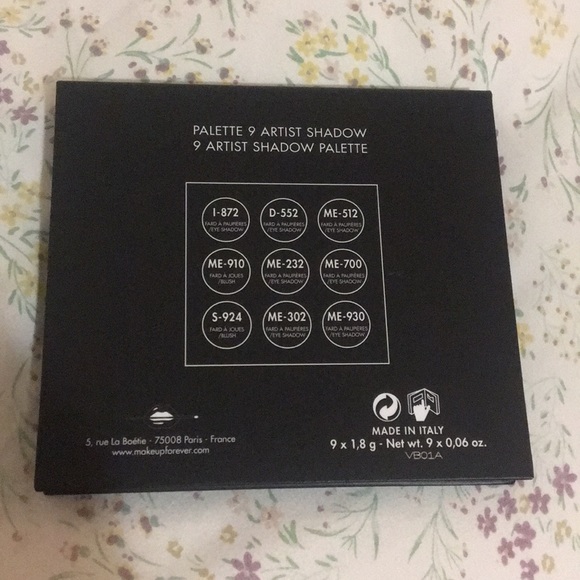 PALETTE 9 ARTIST SHADOW
9 ARTIST SHADOW PALETTE
I-872
FARD À PAUPIÈRES
/EYE SHADOW
D-552
FARD À PAUPIÈRES
/EYE SHADOW
ME-512
FARD À PAUPIÈRES
/EYE SHADOW
ME-910
FARD À JOUES
/BLUSH
ME-232
FARD À PAUPIÈRES
/EYE SHADOW
ME-700
FARD À PAUPIÈRES
/EYE SHADOW
S-924
FARD À JOUES
/BLUSH
ME-302
FARD À PAUPIÈRES
/EYE SHADOW
ME-930
FARD À PAUPIÈRES
/EYE SHADOW
5, rue La Boétie - 75008 Paris - France
www.makeupforever.com
MADE IN ITALY
9 x 1,8 g - Net wt. 9 x 0,06 oz.
VB01A